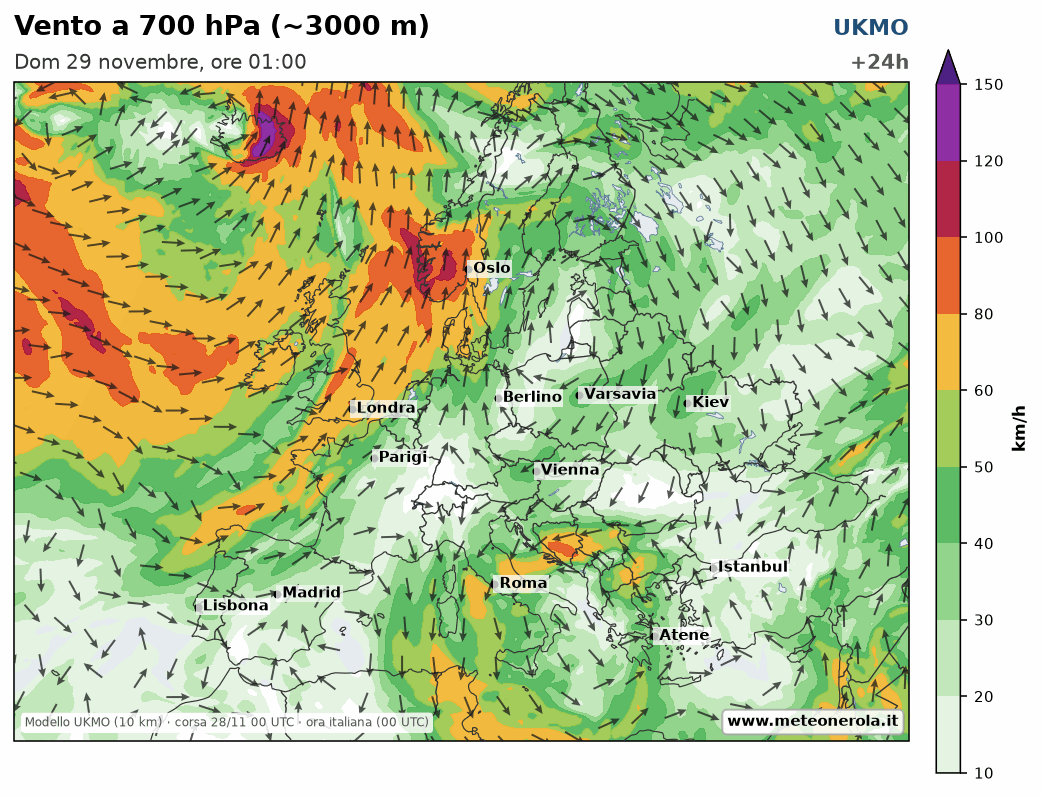 Vento a 700 hPa (~3000 m)
UKMO
Dom 29 novembre, ore 01:00
+24h
150
120
100
80
60
50
40
30
20
10
km/h
Oslo
Londra
Berlino
Varsavia
Kiev
Parigi
Vienna
Istanbul
Roma
Madrid
Lisbona
Atene
Modello UKMO (10 km) · corsa 28/11 00 UTC · ora italiana (00 UTC)
www.meteonerola.it